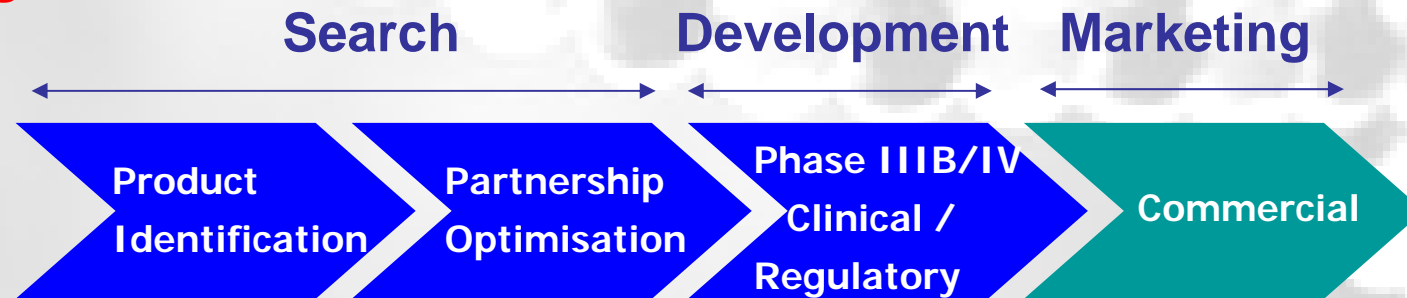 Search Development Marketing
Product
Identification
Partnership
Optimisation
Phase IIIB/IV
Clinical /
Regulatory
Commercial